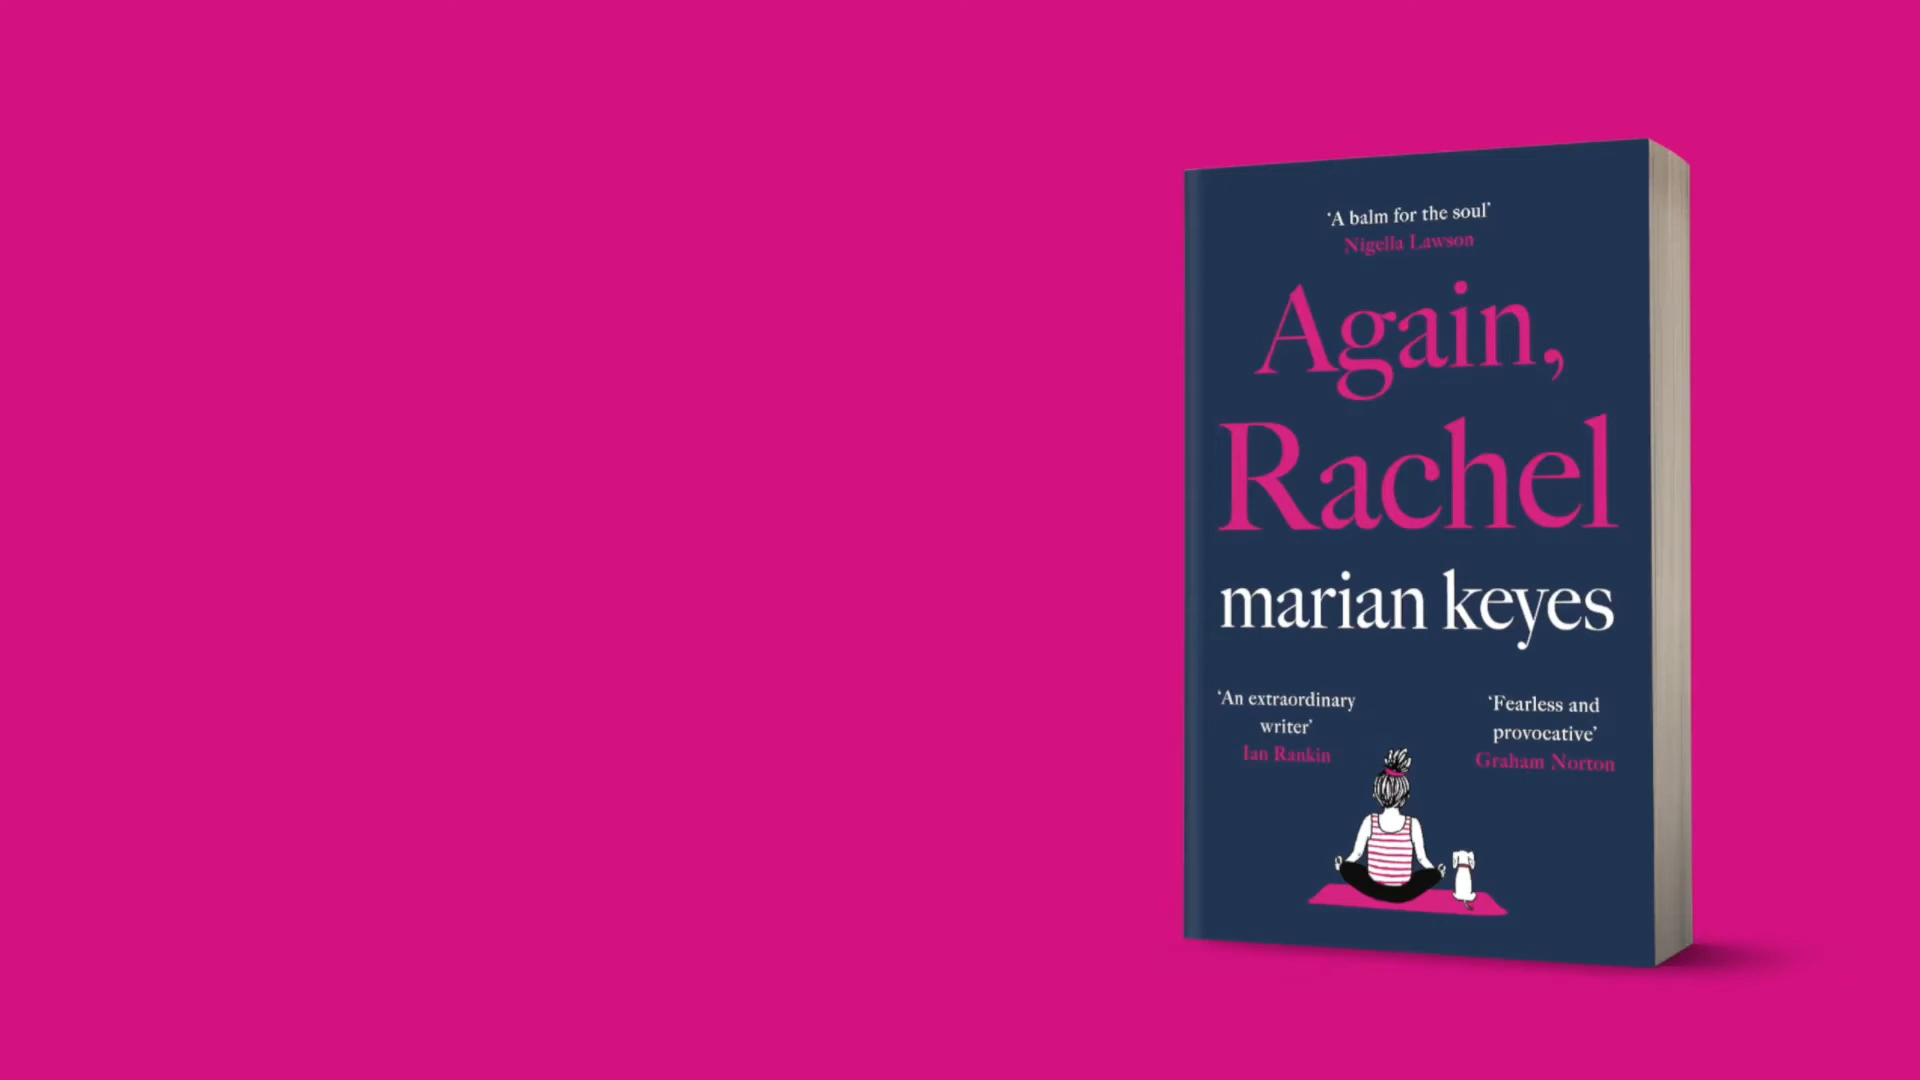 ‘A balm for the soul’
Nigella Lawson
Again,
Rachel
marian keyes
‘An extraordinary
writer’
Ian Rankin
‘Fearless and
provocative’
Graham Norton